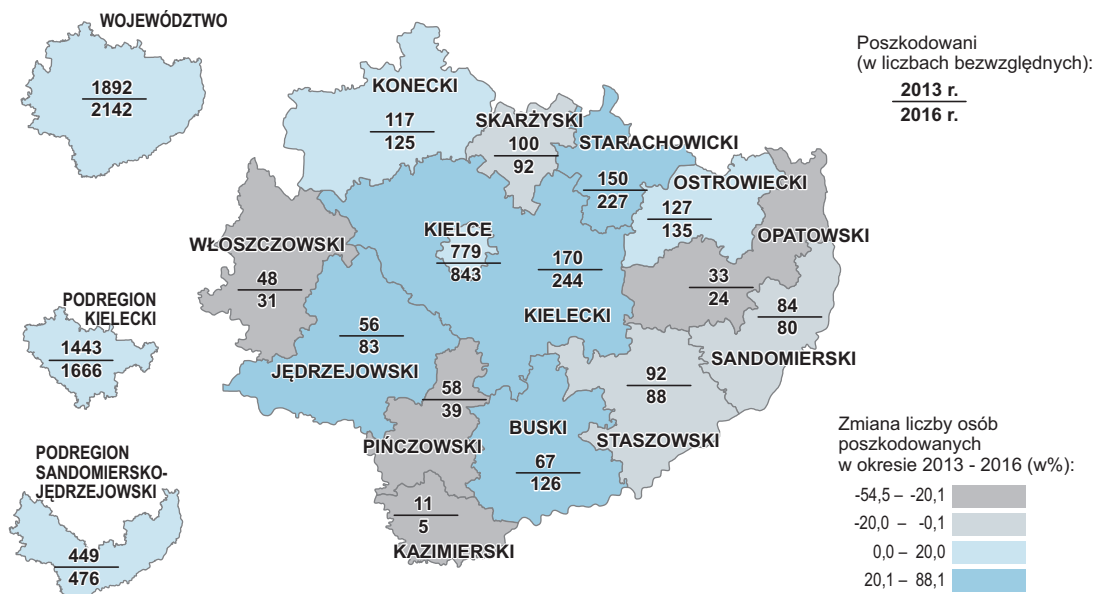 WOJEWÓDZTWO
1892
2142
PODREGION
KIELECKI
1443
1666
PODREGION
SANDOMIERSKO-
JĘDRZEJOWSKI
449
476
KONECKI
117
125
SKARŻYSKI
100
92
STARACHOWICKI
150
227
OSTROWIECKI
127
135
OPATOWSKI
33
24
WŁOSZCZOWSKI
48
31
KIELCE
779
843
170
244
KIELECKI
84
80
SANDOMIERSKI
56
83
JĘDRZEJOWSKI
58
39
PIŃCZOWSKI
92
88
STASZOWSKI
BUSKI
67
126
11
5
KAZIMIERSKI
Poszkodowani
(w liczbach bezwzględnych):
2013 r.
2016 r.
Zmiana liczby osób
poszkodowanych
w okresie 2013 - 2016 (w%):
-54,5 – -20,1
-20,0 – -0,1
0,0 – 20,0
20,1 – 88,1